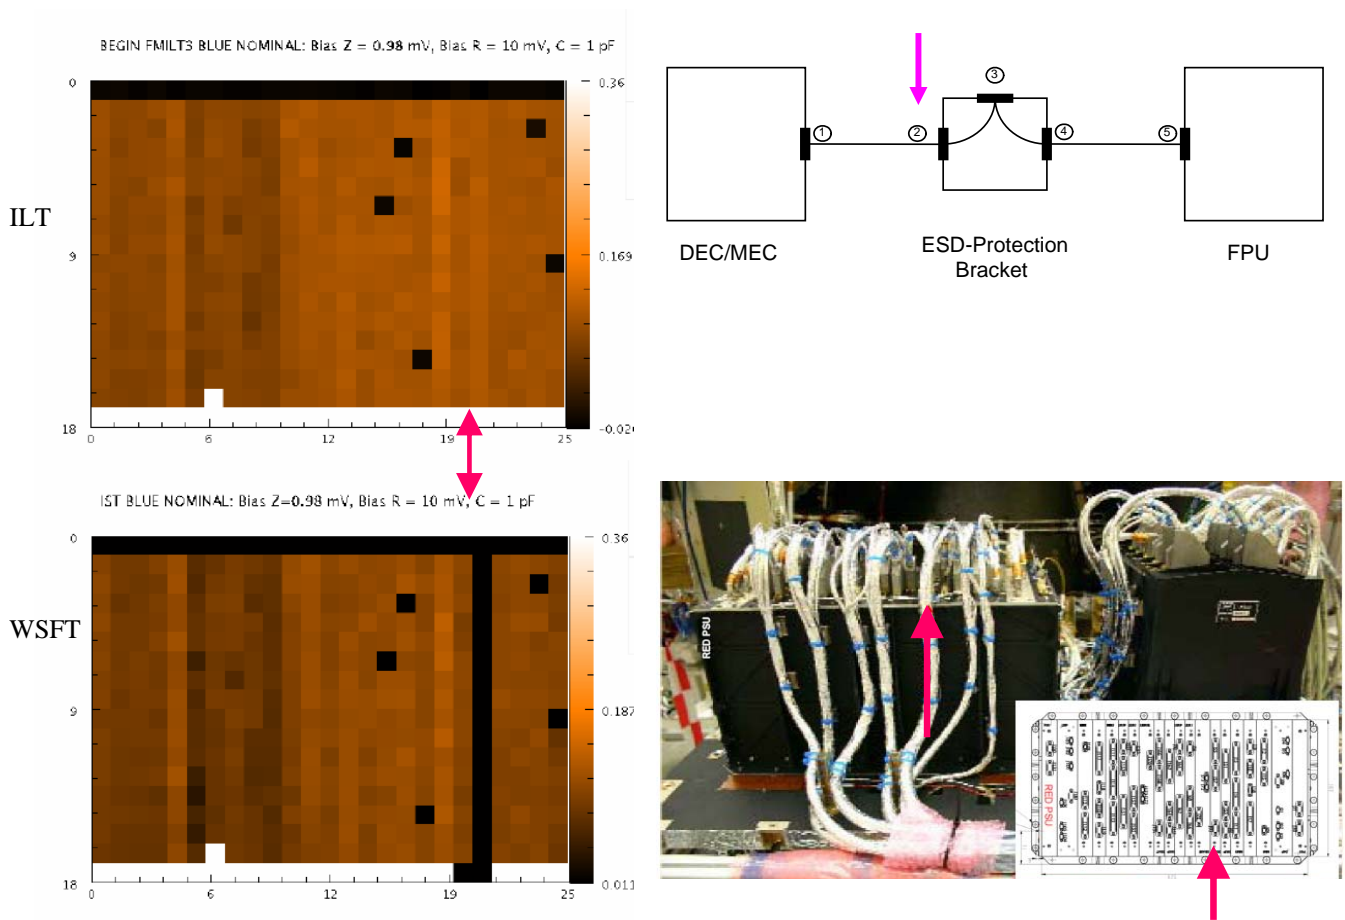 BEGIN FMILT3 BLUE NOMINAL: Bias Z = 0.98 mV, Bias R = 10 mV, C = 1 pF
0
9
18
0 6 12 19 25
0.36
0.169
ILT
IST BLUE NOMINAL: Bias Z=0.98 mV, Bias R = 10 mV, C = 1 pF
0
9
18
0 6 12 19 25
0.36
0.187
0.011
WSFT
1
2
3
4
5
DEC/MEC
ESD-Protection
Bracket
FPU
RED PSU
RED PSU